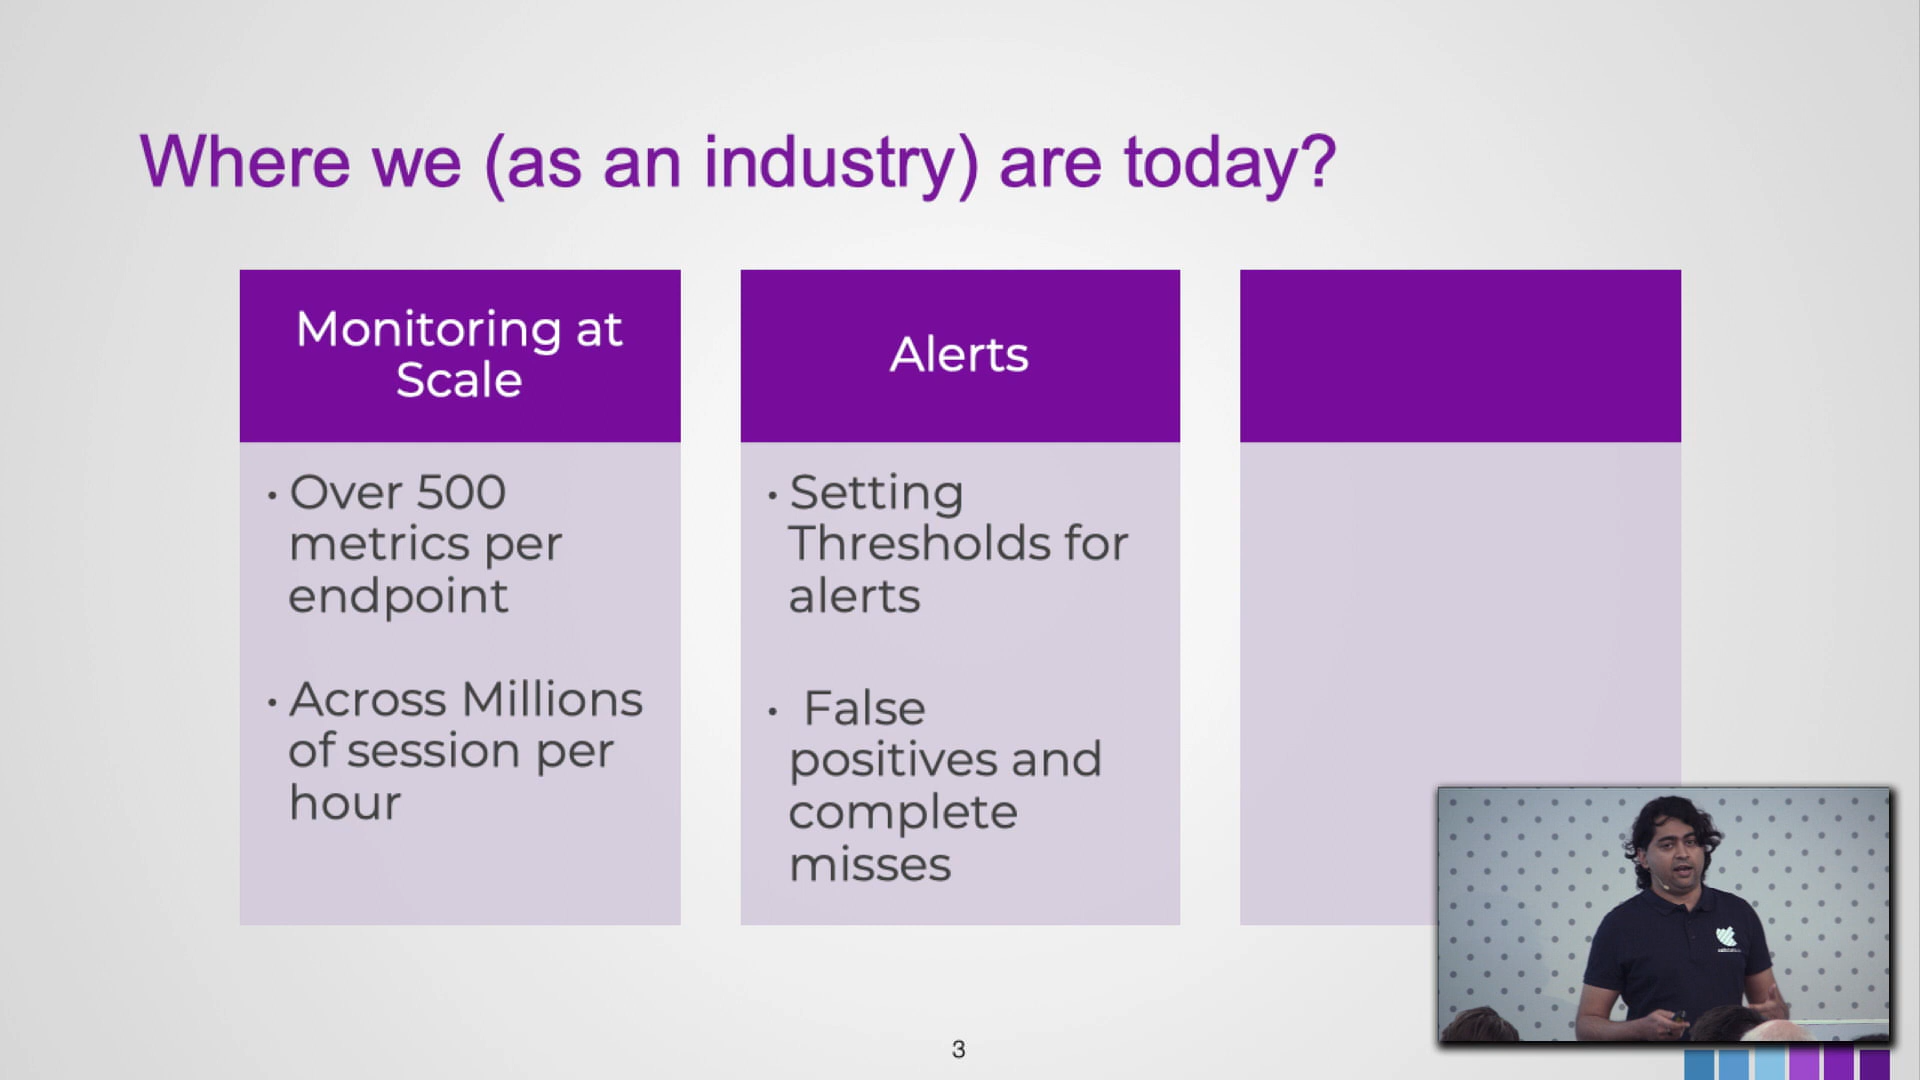 Where we (as an industry) are today?
Monitoring at
Scale
• Over 500
metrics per
endpoint
• Across Millions
of session per
hour
Alerts
• Setting
Thresholds for
alerts
• False
positives and
complete
misses
3